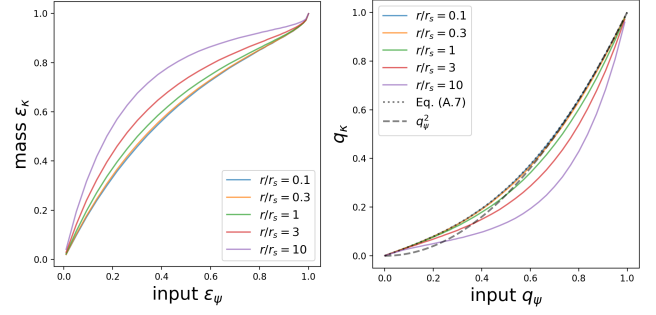 1.0
0.8
0.6
0.4
0.2
0.0
mass ε_κ
r/r_s = 0.1
r/r_s = 0.3
r/r_s = 1
r/r_s = 3
r/r_s = 10
0.0 0.2 0.4 0.6 0.8 1.0
input ε_ψ
1.0
0.8
0.6
0.4
0.2
0.0
q_κ
r/r_s = 0.1
r/r_s = 0.3
r/r_s = 1
r/r_s = 3
r/r_s = 10
Eq. (A.7)
q_ψ^2
0.0 0.2 0.4 0.6 0.8 1.0
input q_ψ